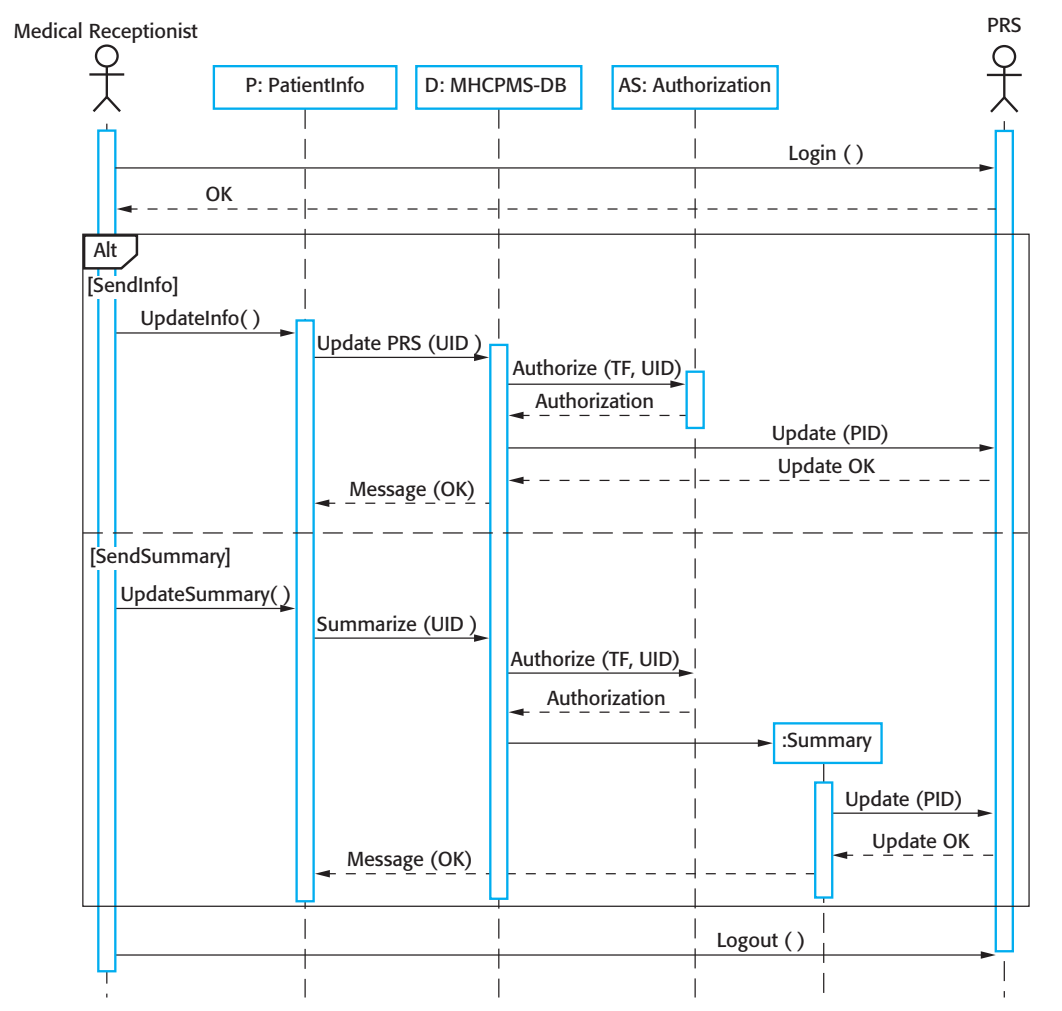 Medical Receptionist
PRS
P: PatientInfo
D: MHCPMS-DB
AS: Authorization
Login ( )
OK
Alt
[SendInfo]
UpdateInfo( )
Update PRS (UID )
Authorize (TF, UID)
Authorization
Update (PID)
Update OK
Message (OK)
[SendSummary]
UpdateSummary( )
Summarize (UID )
Authorize (TF, UID)
Authorization
:Summary
Update (PID)
Update OK
Message (OK)
Logout ( )